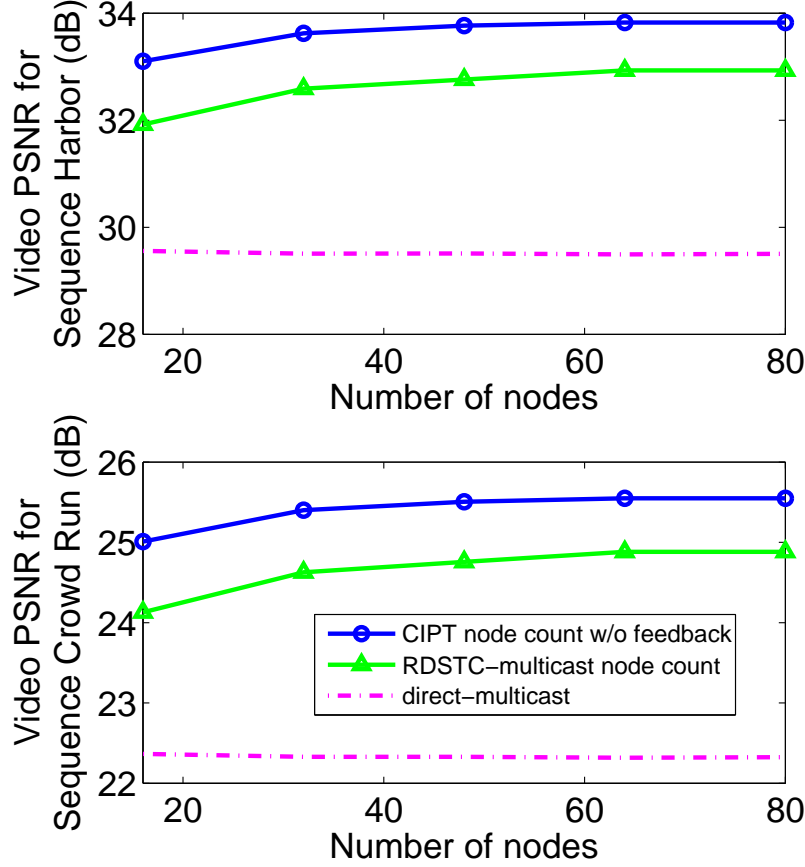 Video PSNR for
Sequence Harbor (dB)
34
32
30
28
20
40
60
80
Number of nodes
Video PSNR for
Sequence Crowd Run (dB)
26
25
24
23
22
CIPT node count w/o feedback
RDSTC−multicast node count
direct−multicast
20
40
60
80
Number of nodes